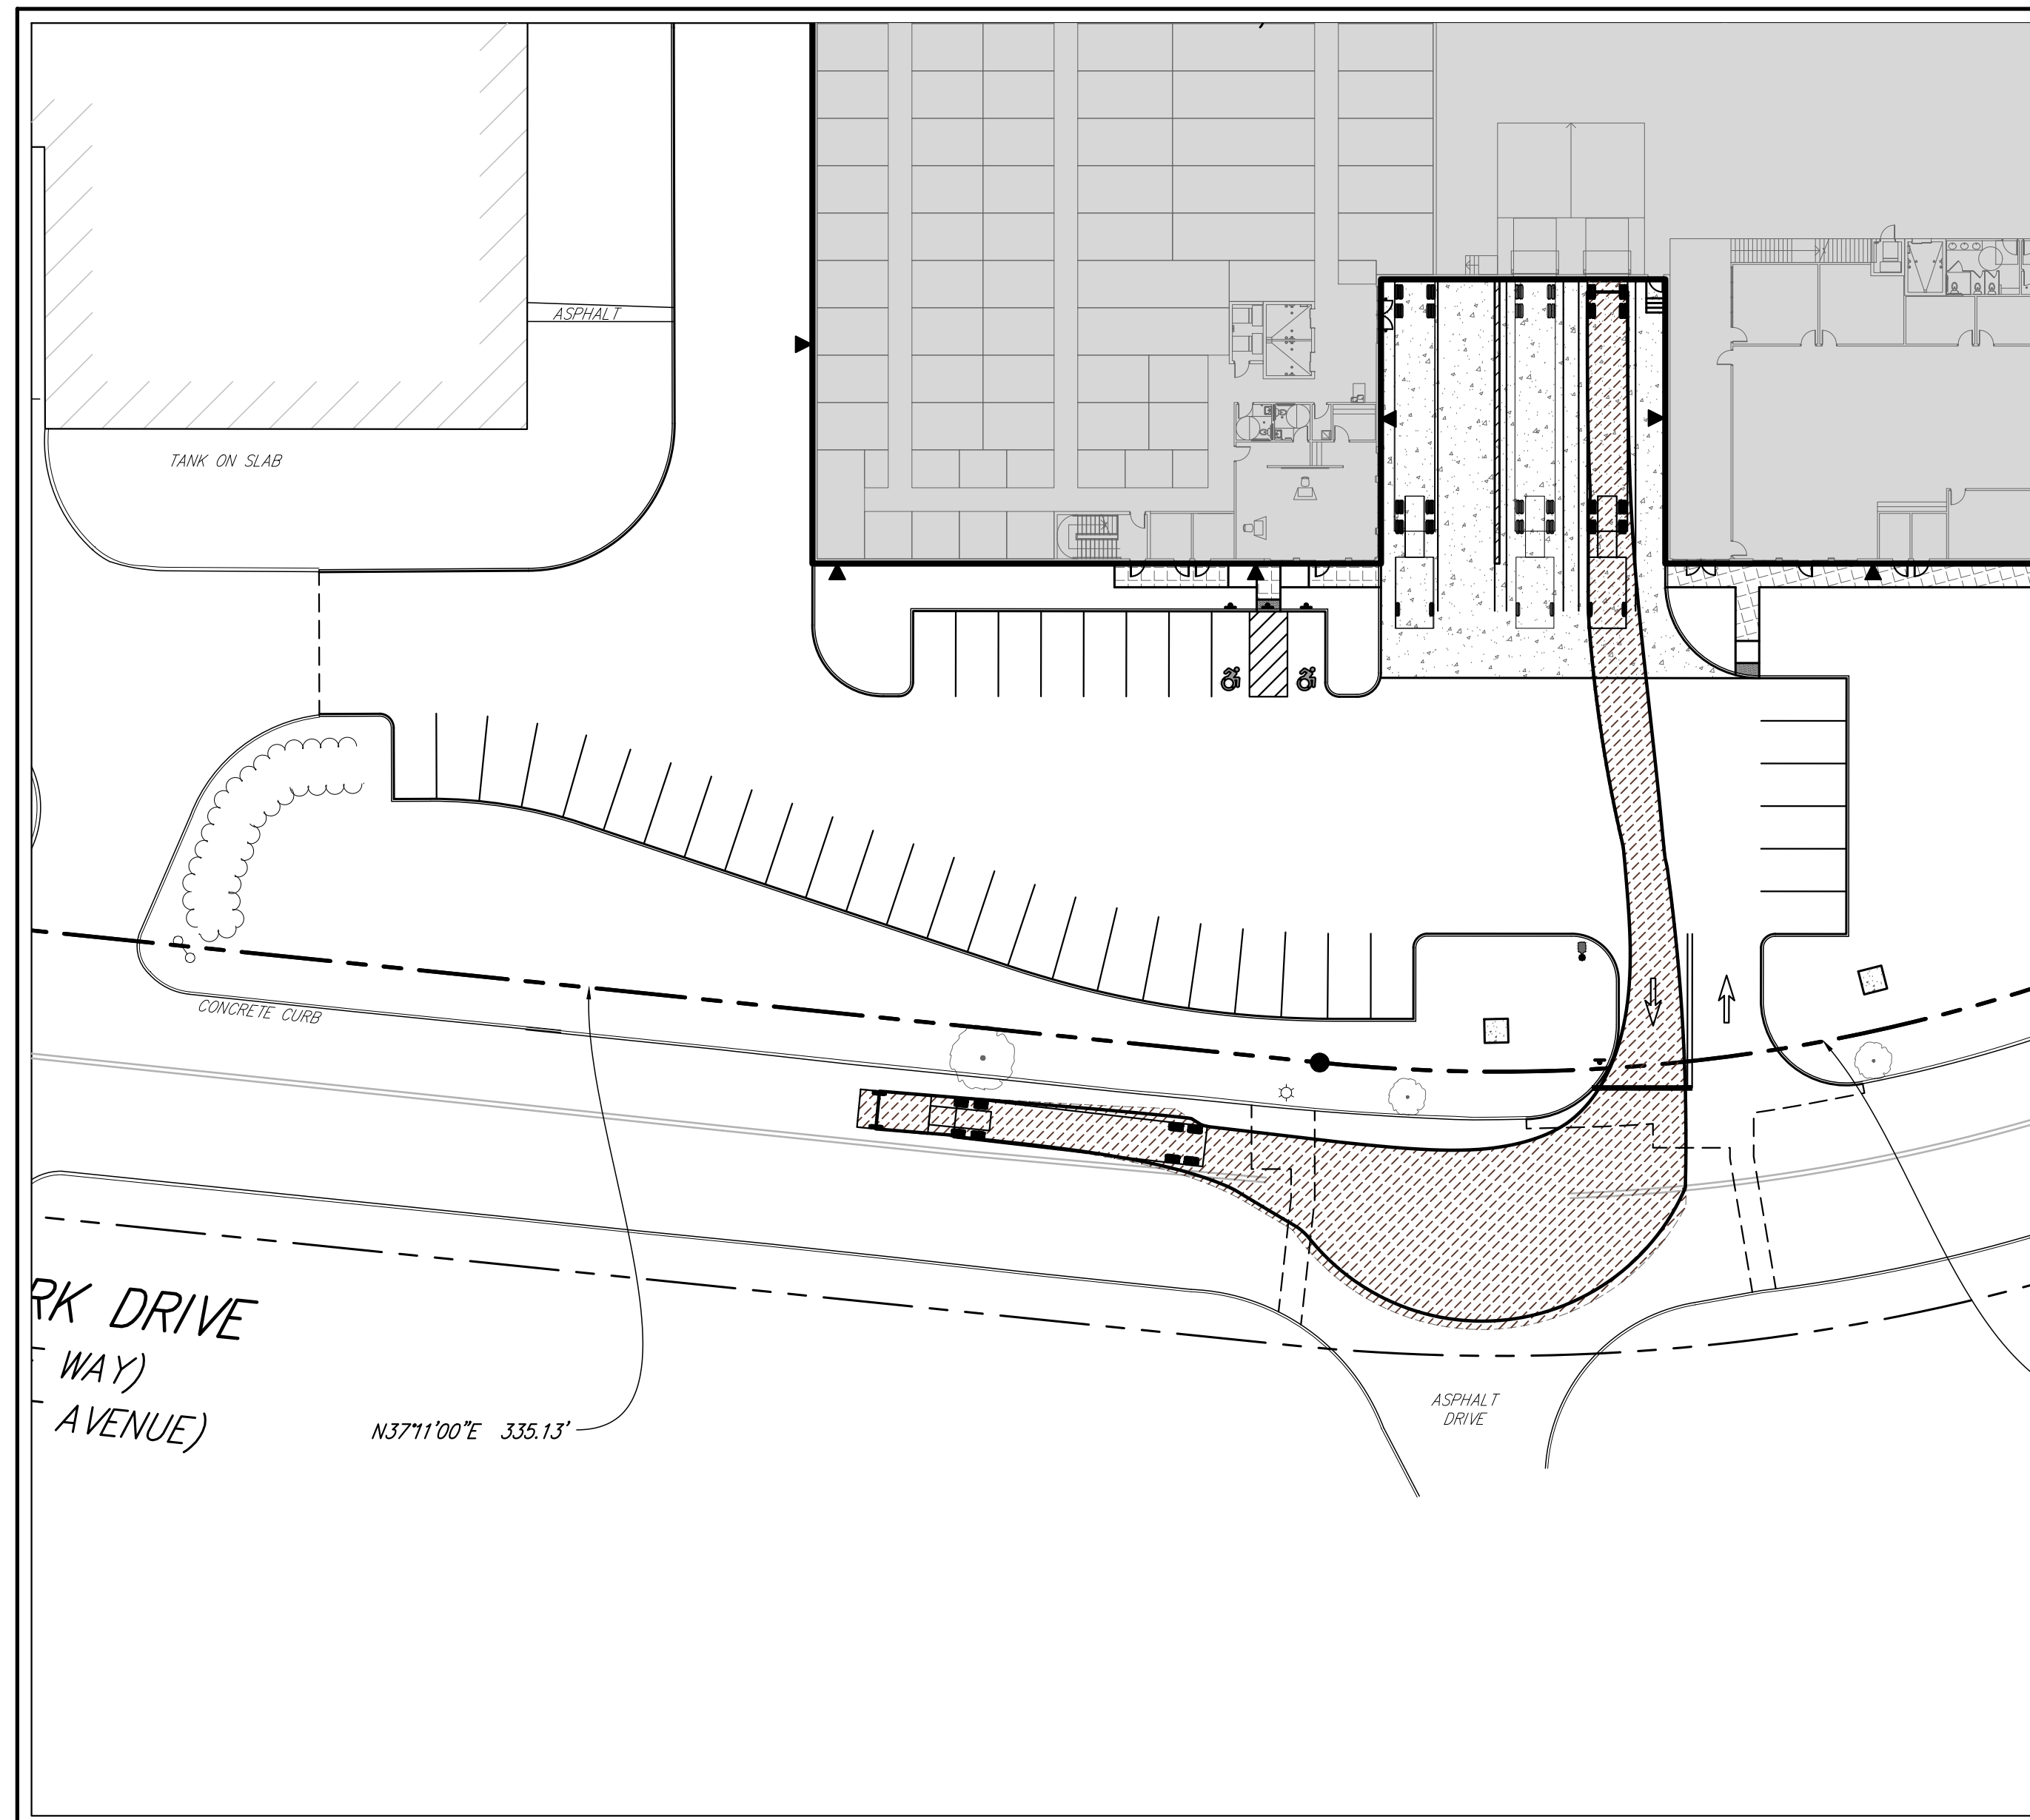 ASPHALT
TANK ON SLAB
CONCRETE CURB
RK DRIVE
WAY)
AVENUE)
N37°11'00"E 335.13'
ASPHALT
DRIVE